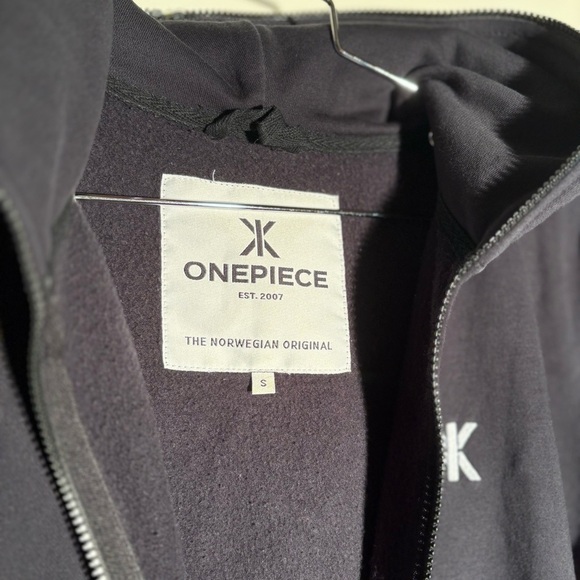 ONEPIECE
EST. 2007
THE NORWEGIAN ORIGINAL
S
K